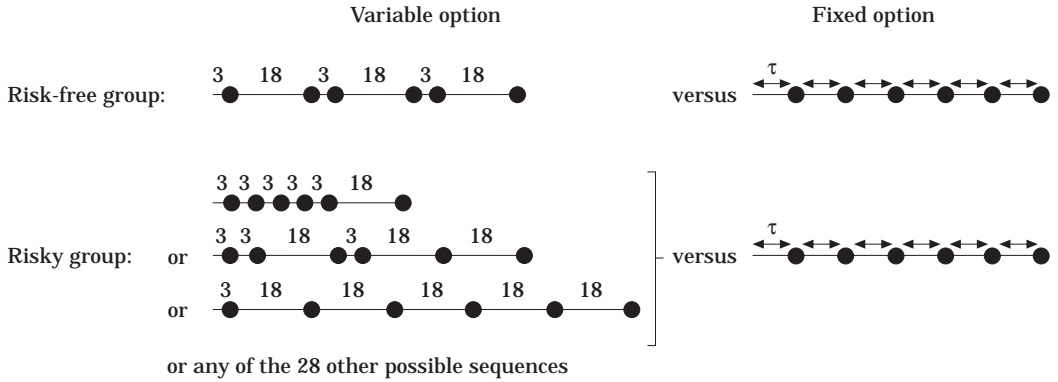 Variable option Fixed option
3 18 3 18 3 18 τ
Risk-free group: versus
3 3 3 3 3 18
3 3 18 3 18 18 τ
Risky group: or versus
3 18 18 18 18 18
or
or any of the 28 other possible sequences